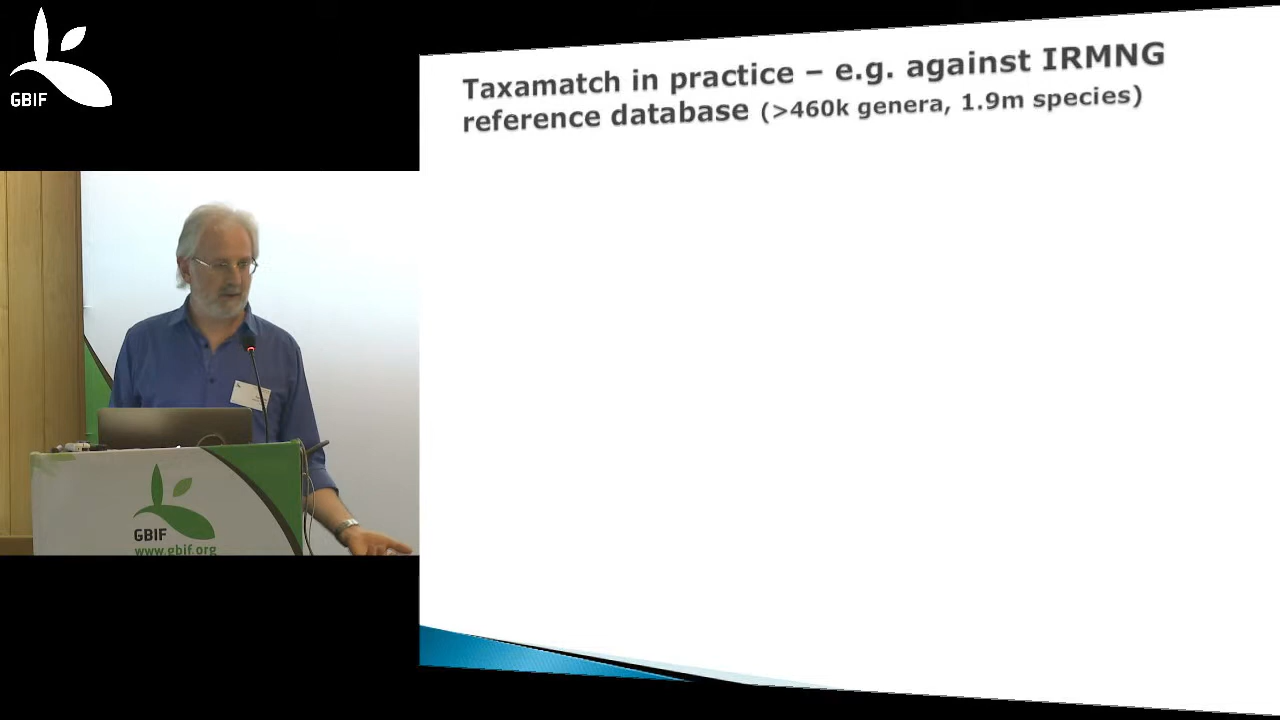 GBIF
Taxamatch in practice – e.g. against IRMNG
reference database (>460k genera, 1.9m species)
GBIF
www.gbif.org